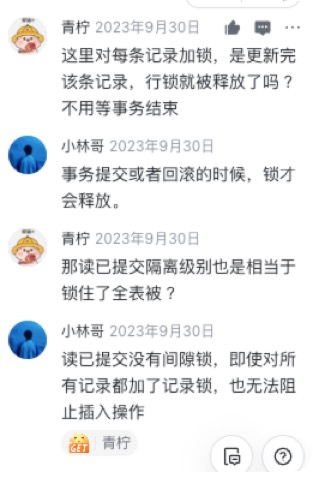 青柠 2023年9月30日
这里对每条记录加锁，是更新完
该条记录，行锁就被释放了吗？
不用等事务结束
小林哥 2023年9月30日
事务提交或者回滚的时候，锁才
会释放。
青柠 2023年9月30日
那读已提交隔离级别也是相当于
锁住了全表被？
小林哥 2023年9月30日
读已提交没有间隙锁，即使对所
有记录都加了记录锁，也无法阻
止插入操作
GET 青柠